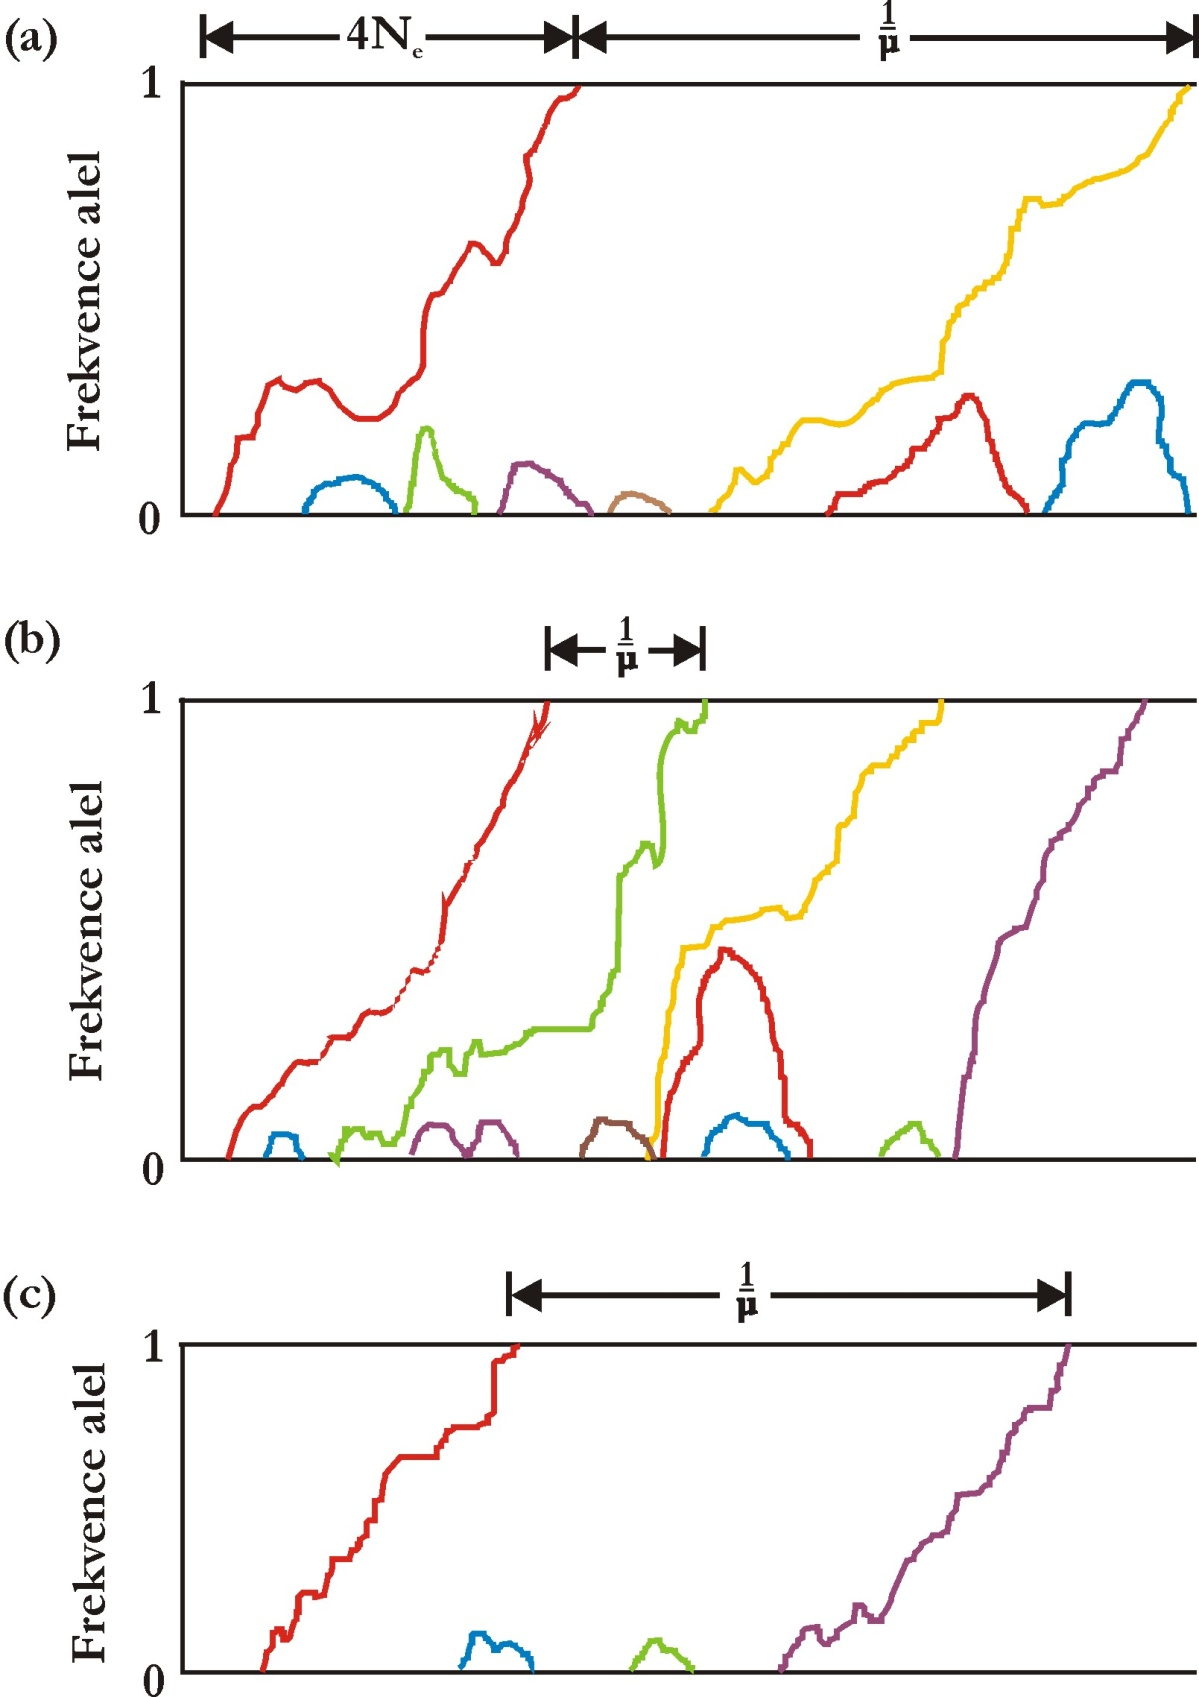 (a)
4Ne
1/μ
1
Frekvence alel
0
(b)
1/μ
1
Frekvence alel
0
(c)
1/μ
1
Frekvence alel
0